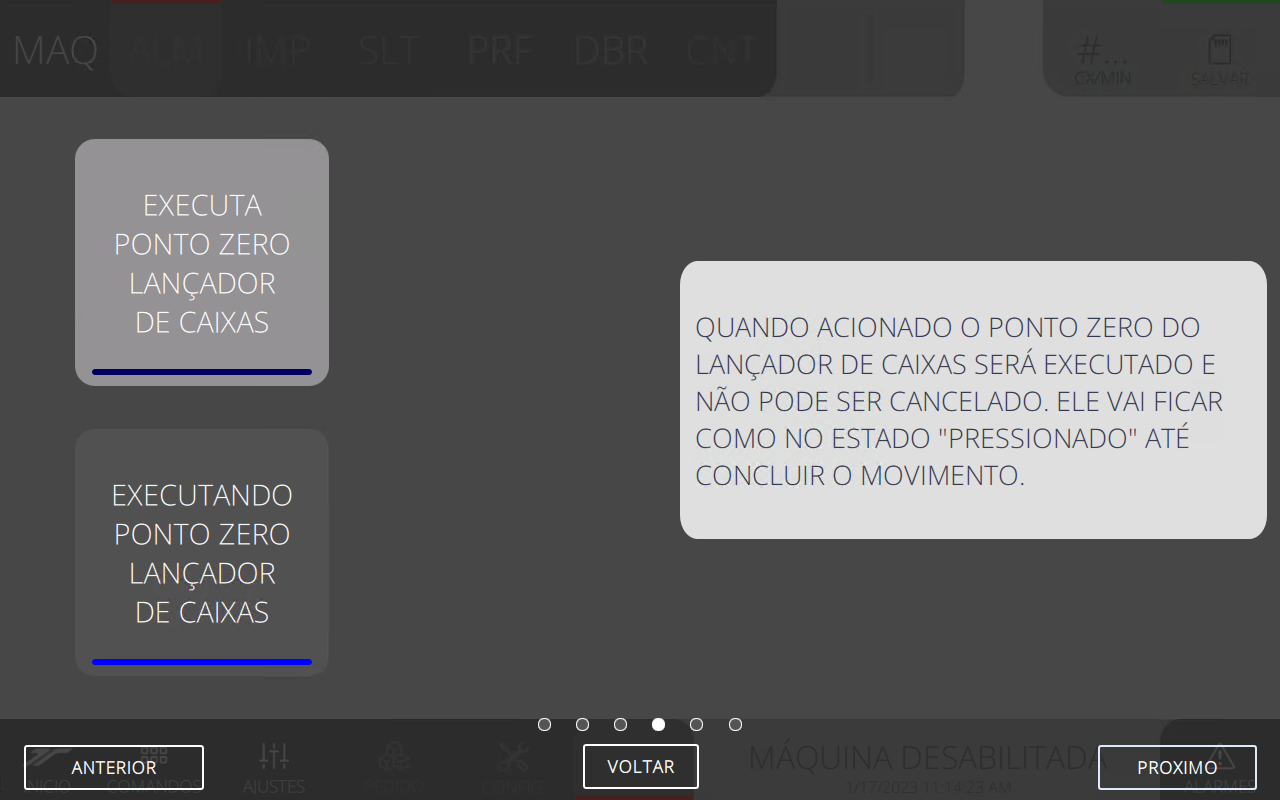 MAQ ALM IMP SLT PRF DBR CNT
#...
CX/MIN
SALVAR
EXECUTA
PONTO ZERO
LANÇADOR
DE CAIXAS
QUANDO ACIONADO O PONTO ZERO DO
LANÇADOR DE CAIXAS SERÁ EXECUTADO E
NÃO PODE SER CANCELADO. ELE VAI FICAR
COMO NO ESTADO "PRESSIONADO" ATÉ
CONCLUIR O MOVIMENTO.
EXECUTANDO
PONTO ZERO
LANÇADOR
DE CAIXAS
MÁQUINA DESABILITADA
1/17/2023 11:14:23 AM
ANTERIOR
VOLTAR
PROXIMO
INICIO COMANDOS AJUSTES PEDIDO CONFIG ALARMES